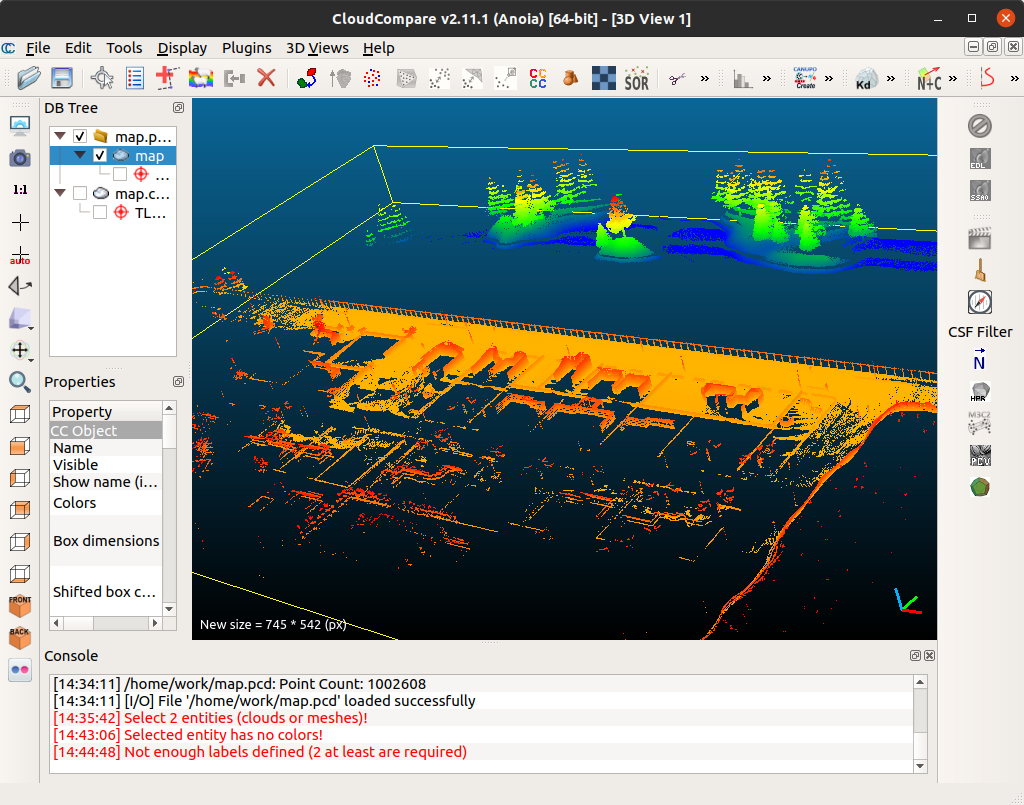 CloudCompare v2.11.1 (Anoia) [64-bit] - [3D View 1]
CC File Edit Tools Display Plugins 3D Views Help
CC CC CC SOR » » CANUPO Create » Kd » N+C » »
DB Tree
map.p...
map
...
map.c...
TL...
1:1
auto
FRONT
BACK
Properties
Property
CC Object
Name
Visible
Show name (i...
Colors
Box dimensions
Shifted box c...
New size = 745 * 542 (px)
EDL
SSAO
CSF Filter
N
HPR
M3C2
PCV
Console
[14:34:11] /home/work/map.pcd: Point Count: 1002608
[14:34:11] [I/O] File '/home/work/map.pcd' loaded successfully
[14:35:42] Select 2 entities (clouds or meshes)!
[14:43:06] Selected entity has no colors!
[14:44:48] Not enough labels defined (2 at least are required)